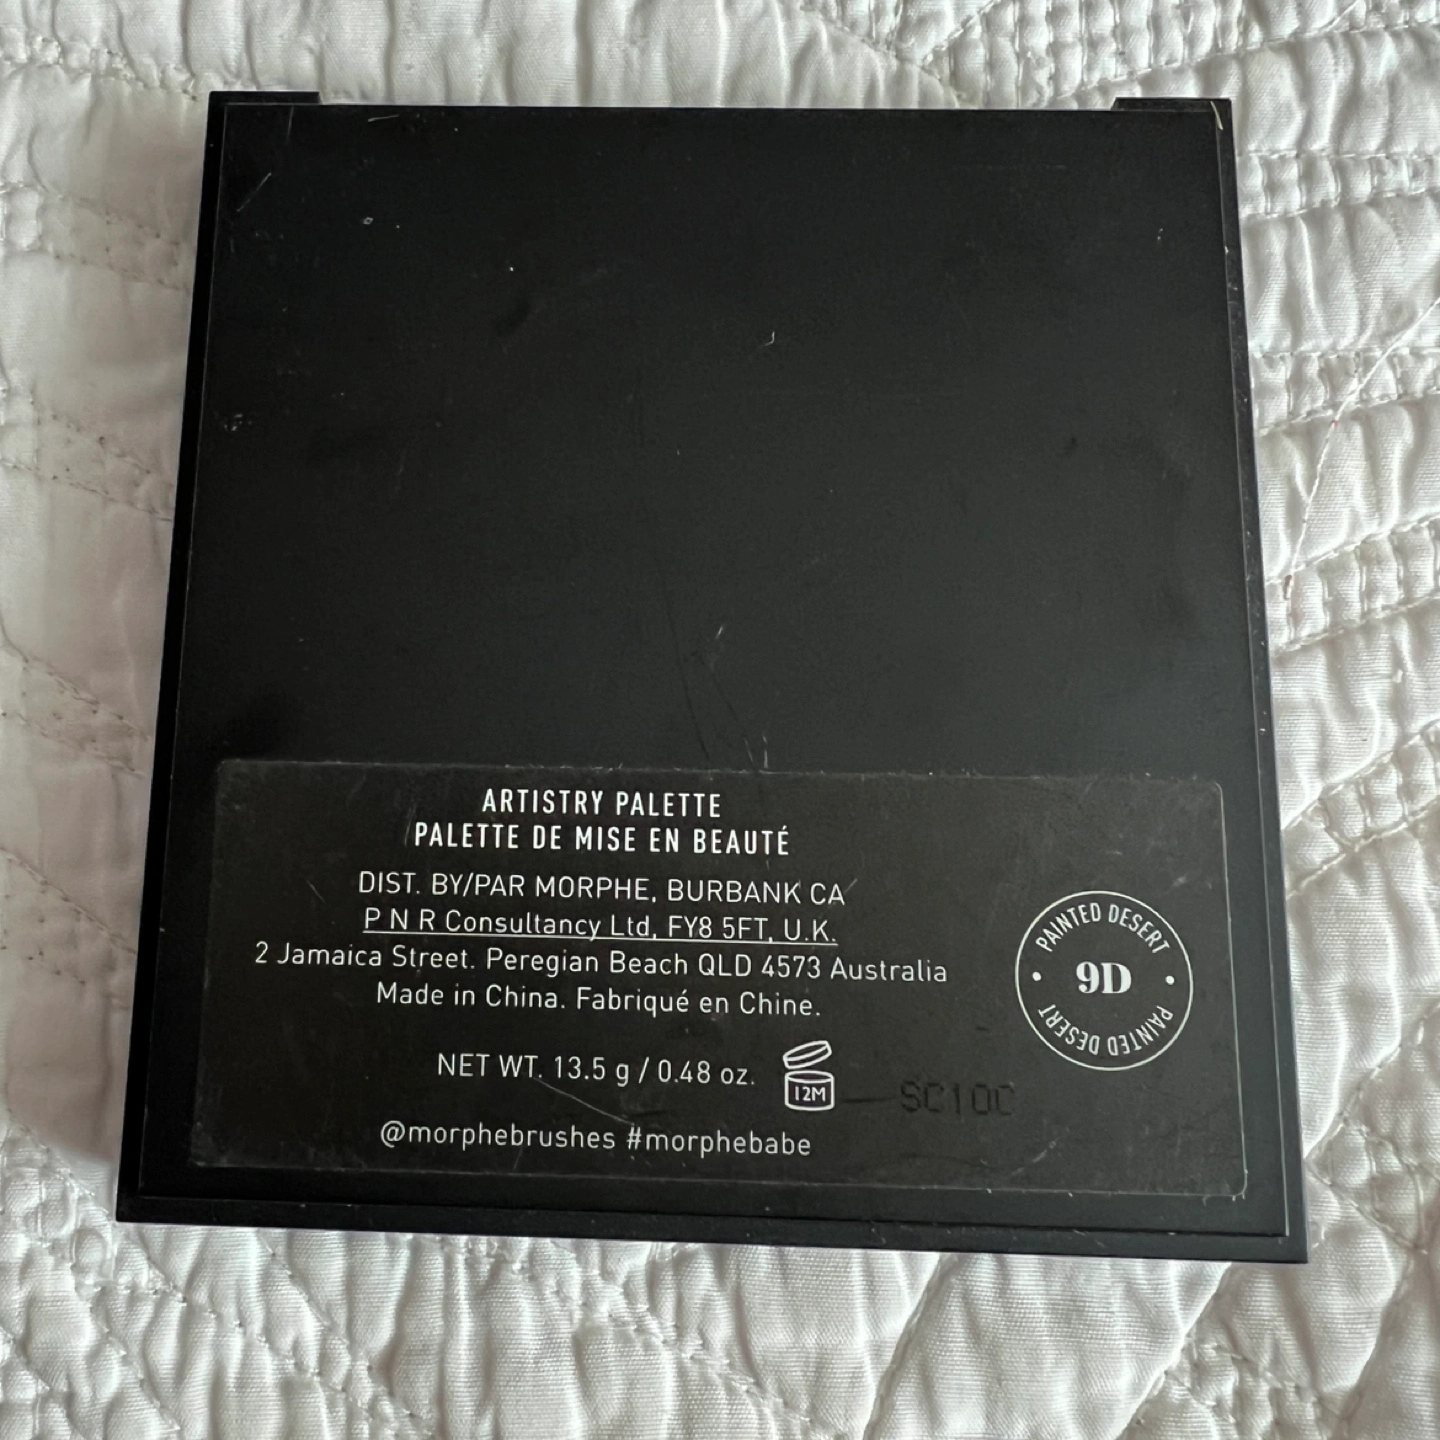 ARTISTRY PALETTE
PALETTE DE MISE EN BEAUTÉ
DIST. BY/PAR MORPHE, BURBANK CA
P N R Consultancy Ltd, FY8 5FT, U.K.
2 Jamaica Street. Peregian Beach QLD 4573 Australia
Made in China. Fabriqué en Chine.
NET WT. 13.5 g / 0.48 oz.
12M
SC10C
@morphebrushes #morphebabe
PAINTED DESERT
9D
PAINTED DESERT